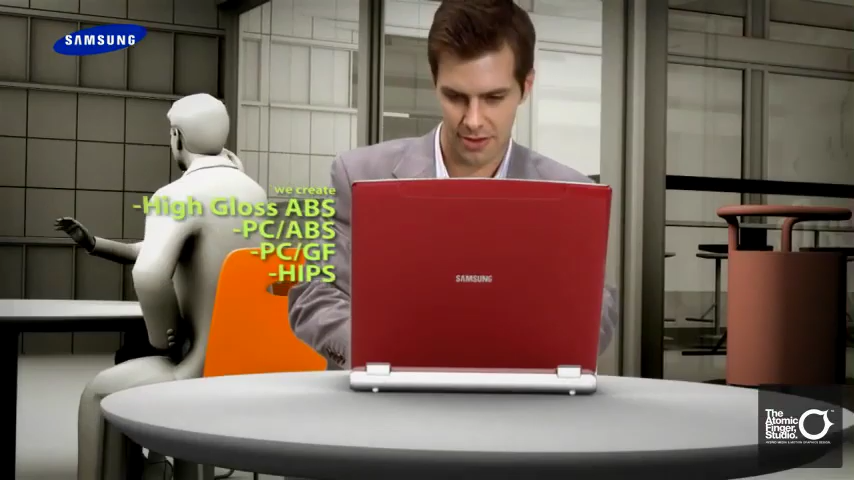 SAMSUNG
we create
-High Gloss ABS
-PC/ABS
-PC/GF
-HIPS
SAMSUNG
The
Atomic
Finger,
Studio.